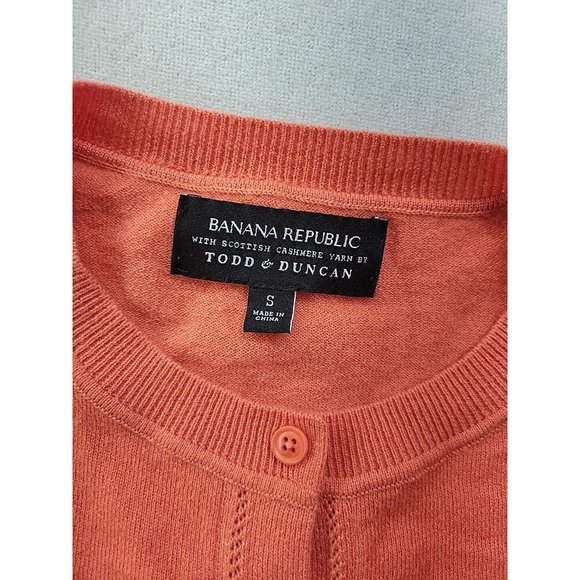 BANANA REPUBLIC
WITH SCOTTISH CASHMERE YARN BY
TODD & DUNCAN
S
MADE IN
CHINA